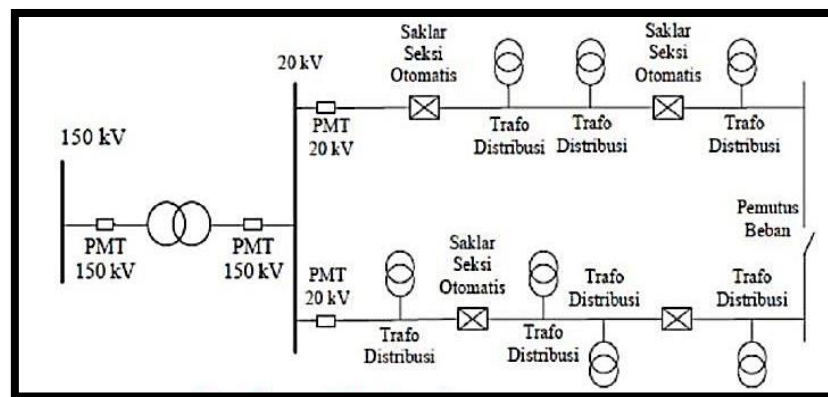 150 kV
PMT
150 kV
PMT
150 kV
20 kV
PMT
20 kV
Saklar
Seksi
Otomatis
Trafo
Distribusi
Trafo
Distribusi
Saklar
Seksi
Otomatis
Trafo
Distribusi
Pemutus
Beban
PMT
20 kV
Trafo
Distribusi
Saklar
Seksi
Otomatis
Trafo
Distribusi
Trafo
Distribusi
Trafo
Distribusi